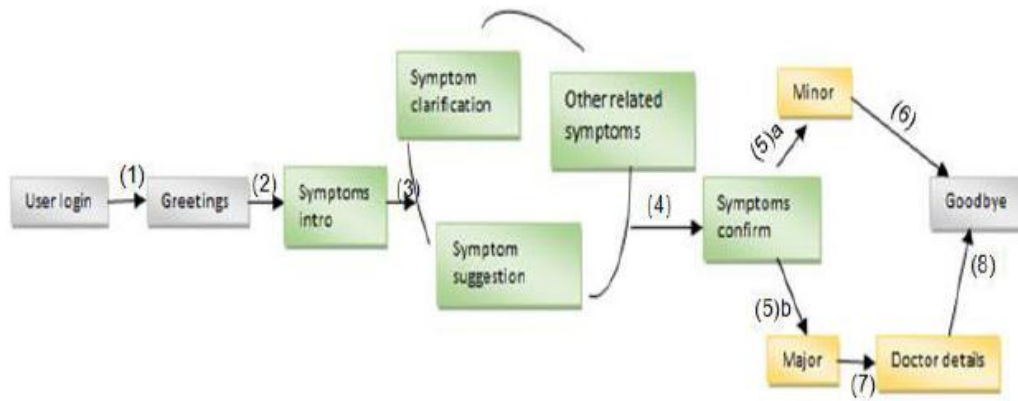 User login
(1)
Greetings
(2)
Symptoms
intro
(3)
Symptom
clarification
Other related
symptoms
Symptom
suggestion
(4)
Symptoms
confirm
(5)a
Minor
(6)
(5)b
Major
(7)
Doctor details
(8)
Goodbye